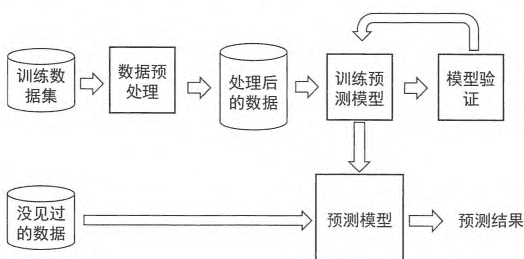 训练数
据集
数据预
处理
处理后
的数据
训练预
测模型
模型验
证
没见过
的数据
预测模型
预测结果